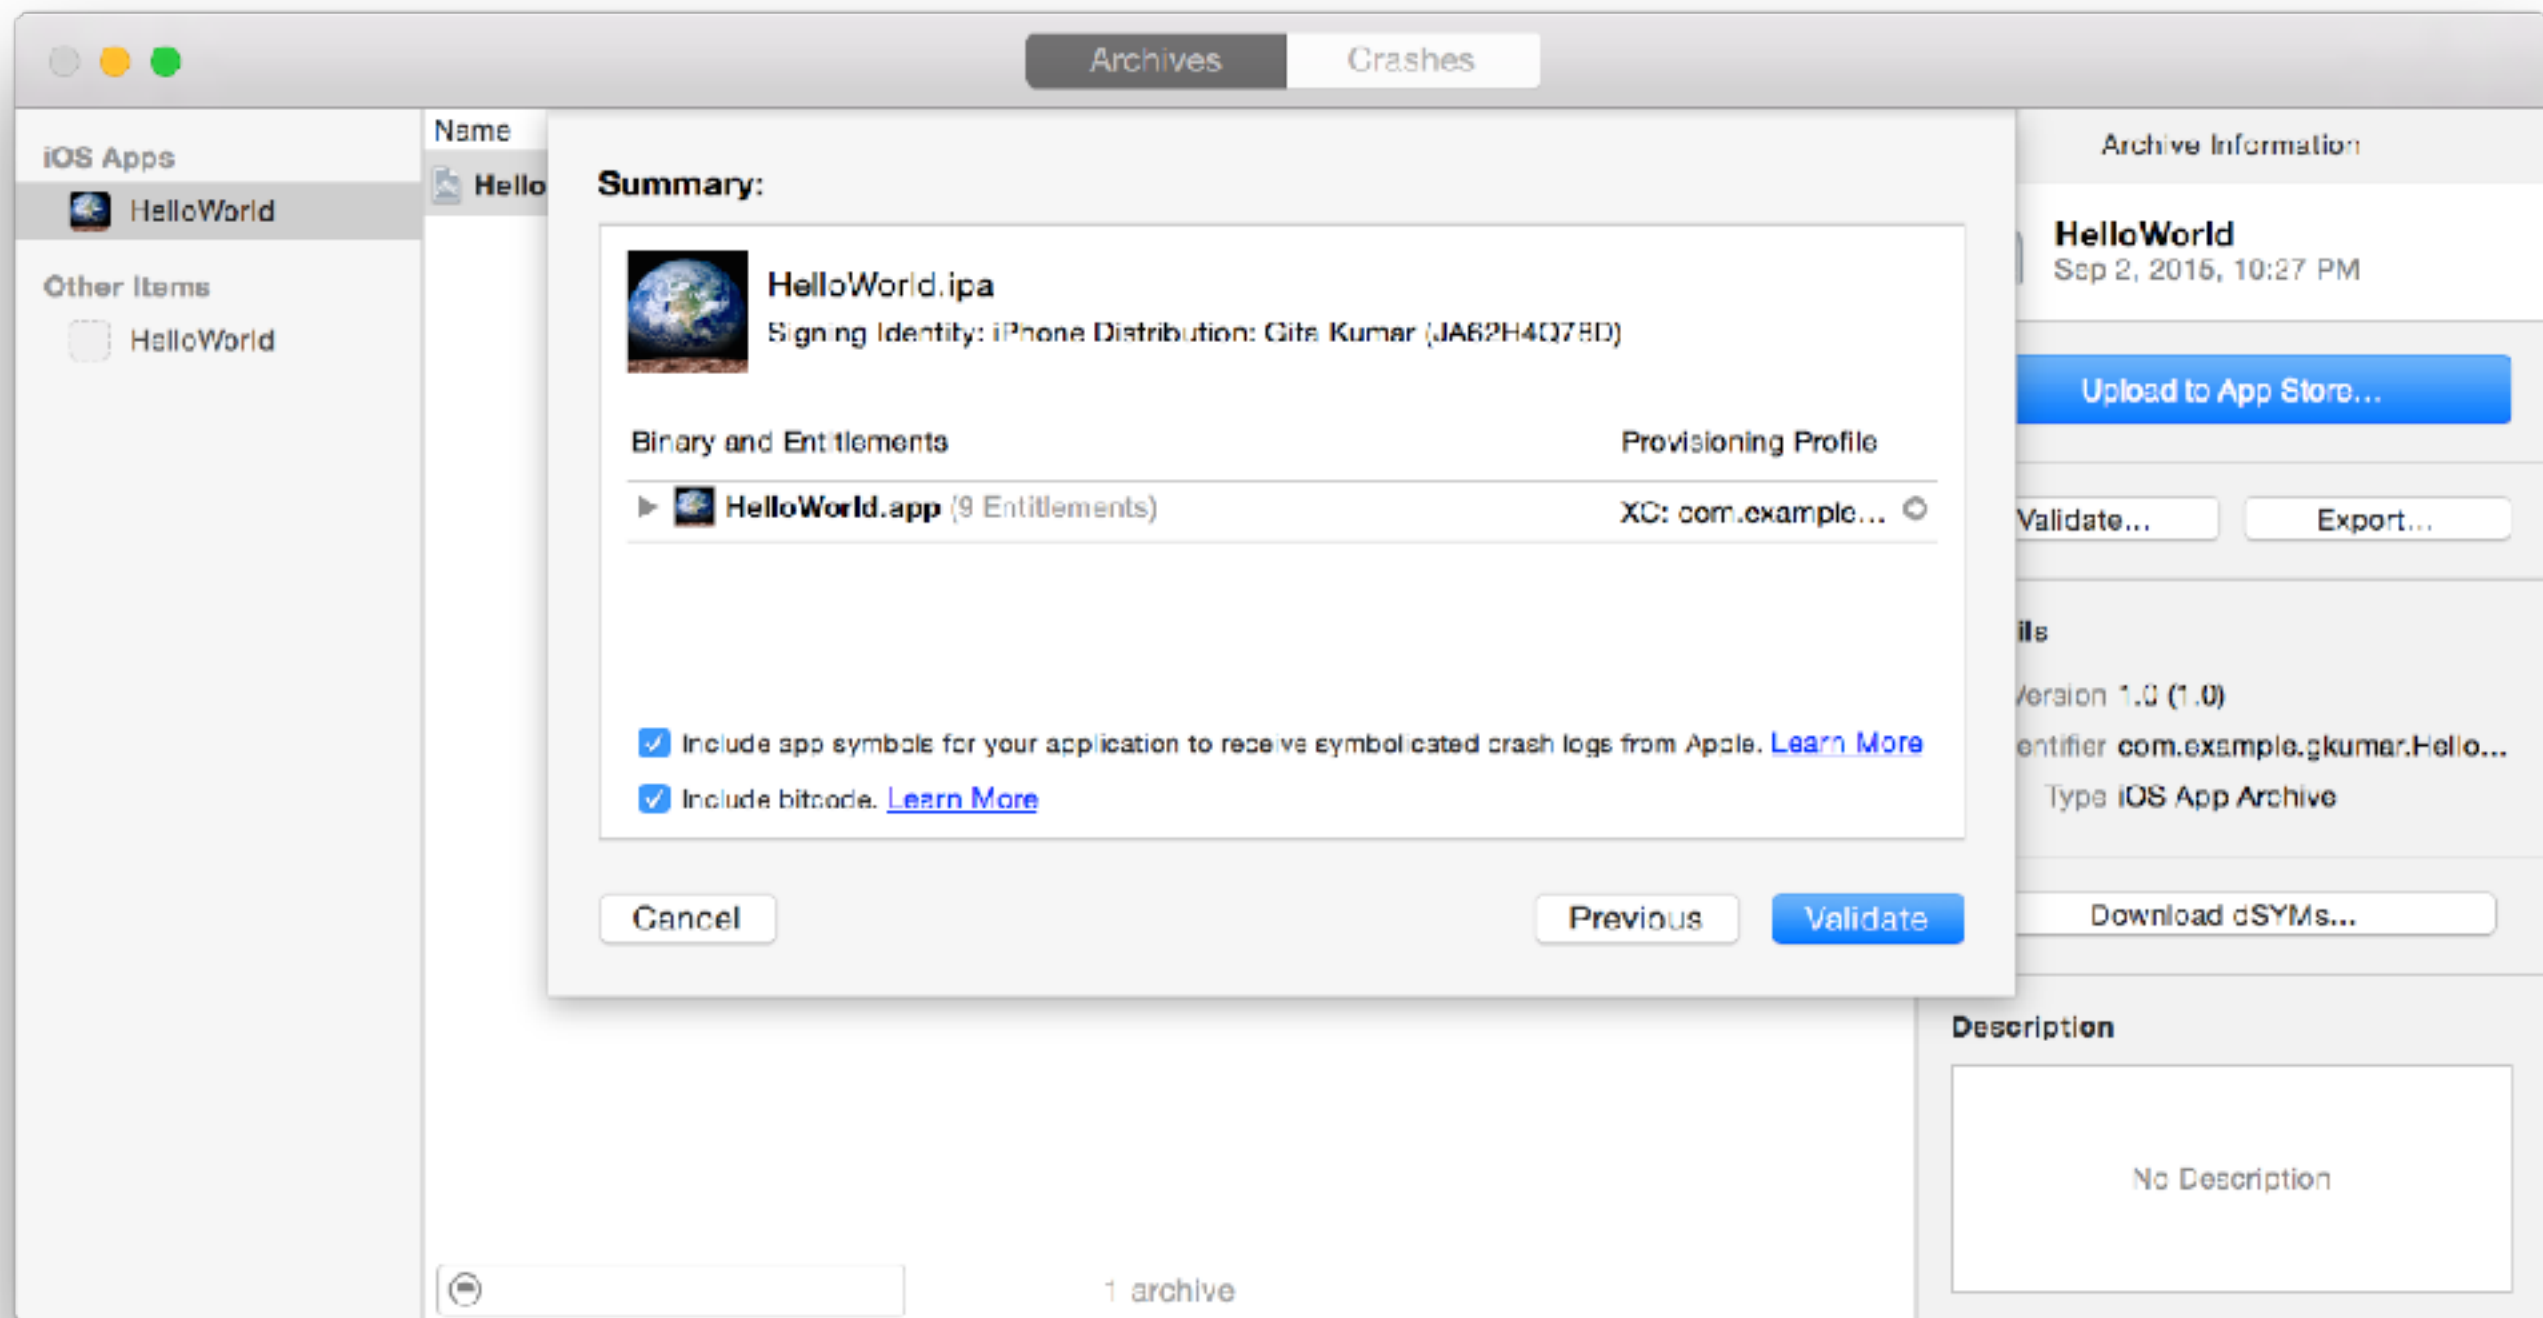 Archives Crashes
iOS Apps
HelloWorld
Other Items
HelloWorld
Name
Hello
Summary:
HelloWorld.ipa
Signing Identity: iPhone Distribution: Gita Kumar (JA62H4Q78D)
Binary and Entitlements Provisioning Profile
HelloWorld.app (9 Entitlements) XC: com.example...
Include app symbols for your application to receive symbolicated crash logs from Apple. Learn More
Include bitcode. Learn More
Cancel Previous Validate
Archive Information
HelloWorld
Sep 2, 2015, 10:27 PM
Upload to App Store...
Validate... Export...
ils
Version 1.0 (1.0)
entifier com.example.gkumar.Hello...
Type iOS App Archive
Download dSYMs...
Description
No Description
1 archive